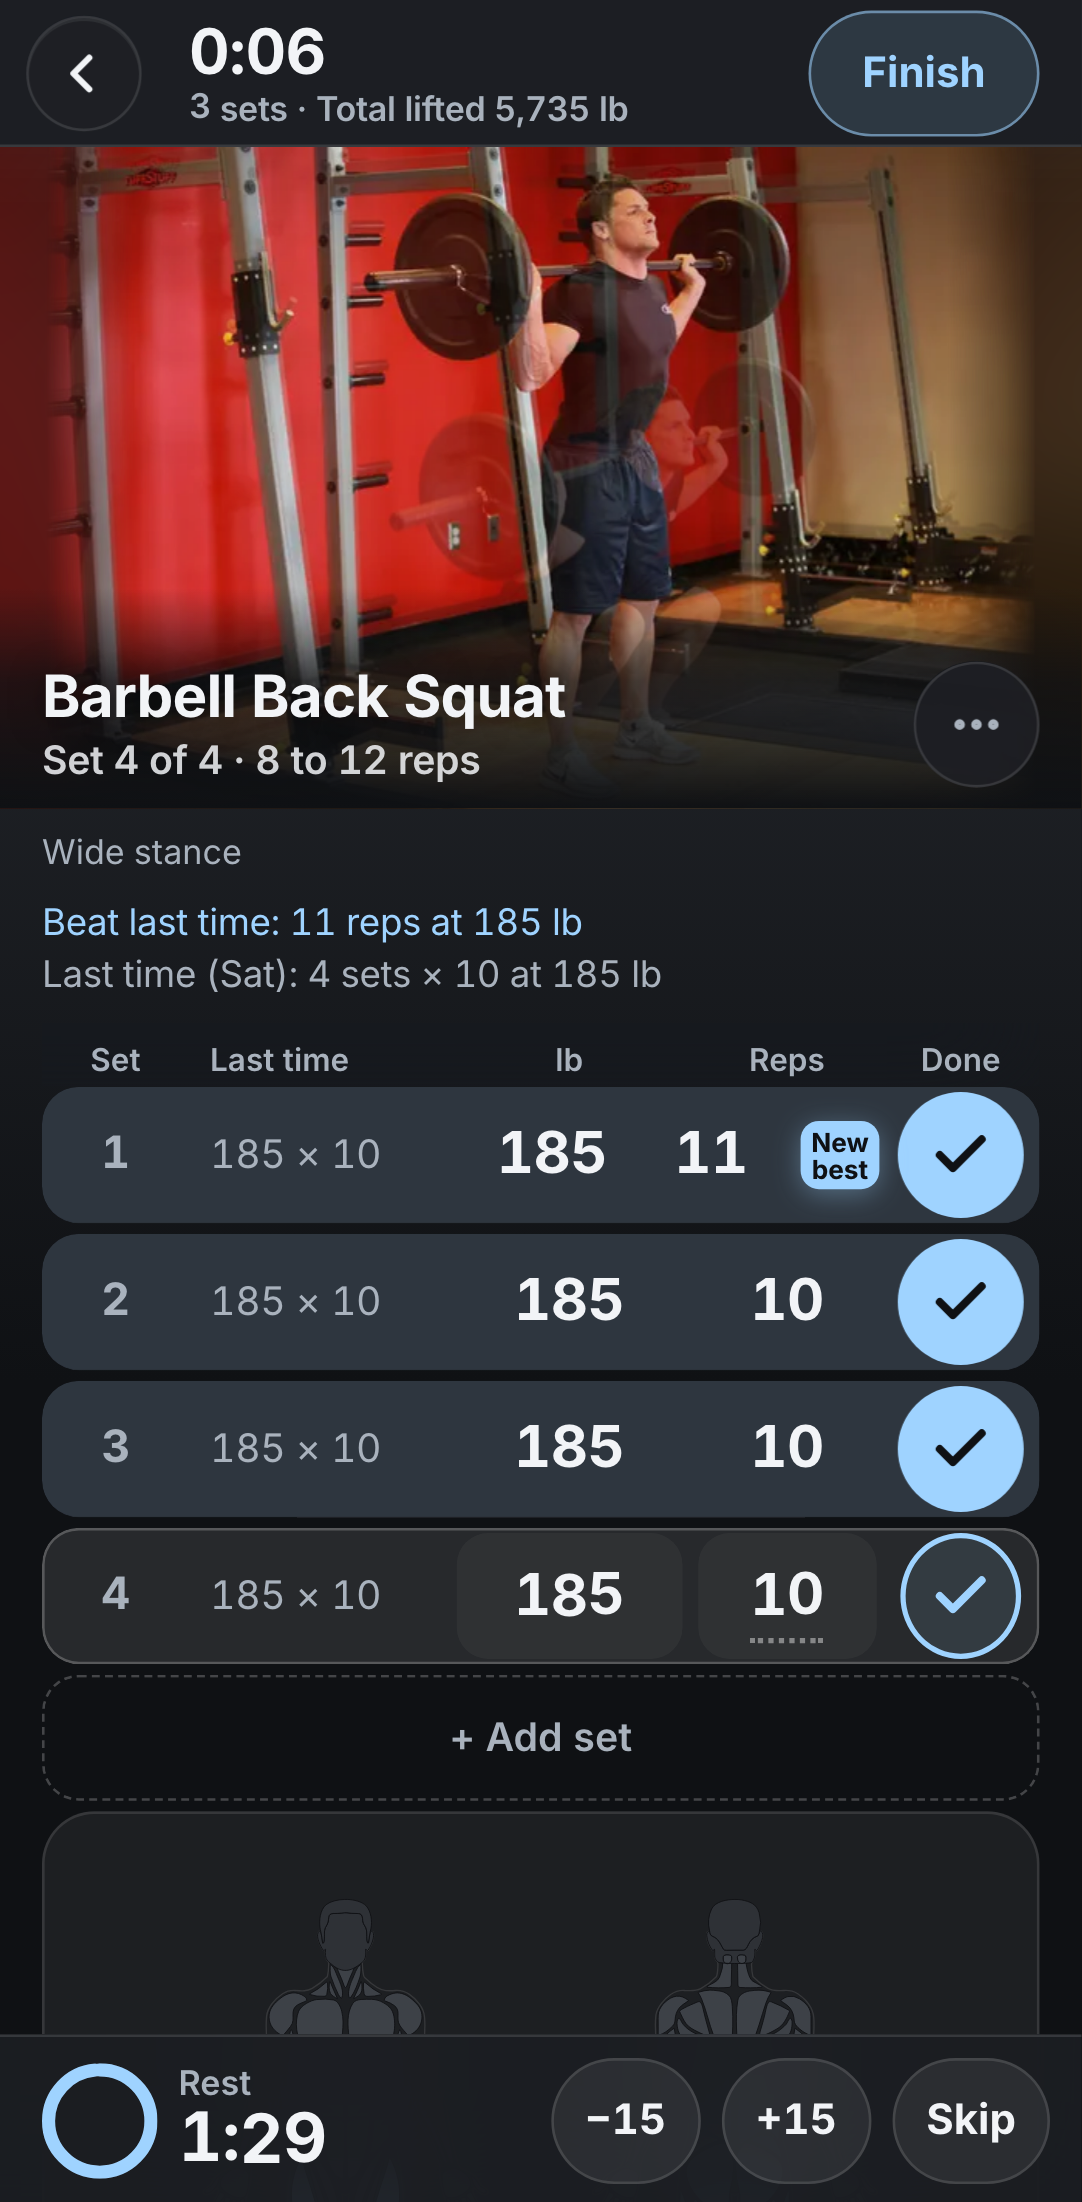 0:06
3 sets · Total lifted 5,735 lb
Finish
Barbell Back Squat
Set 4 of 4 · 8 to 12 reps
Wide stance
Beat last time: 11 reps at 185 lb
Last time (Sat): 4 sets × 10 at 185 lb
Set Last time lb Reps Done
1 185 × 10 185 11 New best
2 185 × 10 185 10
3 185 × 10 185 10
4 185 × 10 185 10
+ Add set
Rest
1:29
−15 +15 Skip